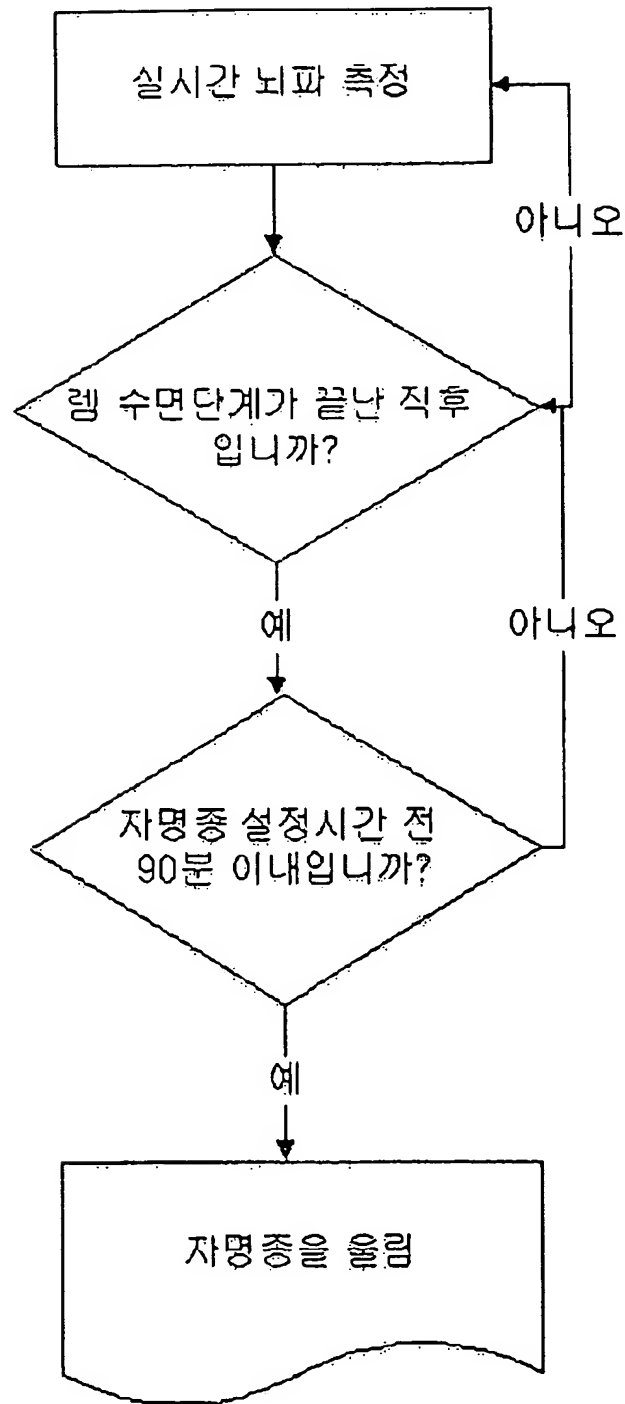 실시간 뇌파 측정
아니오
렘 수면단계가 끝난 직후
입니까?
예
아니오
자명종 설정시간 전
90분 이내입니까?
예
자명종을 울림